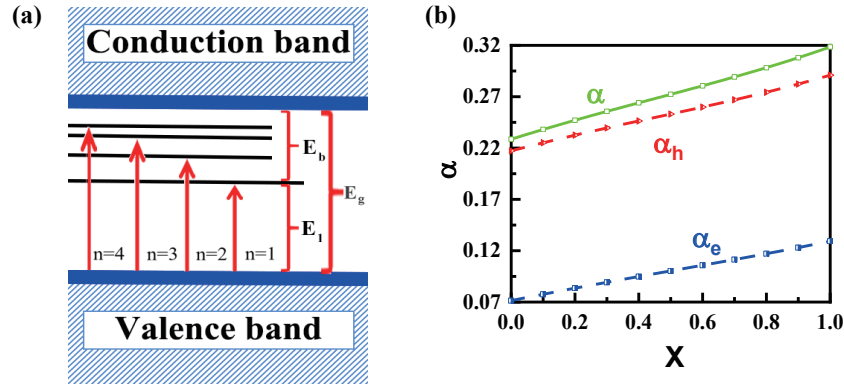 (a)
Conduction band
E_b
E_g
E_1
n=4 n=3 n=2 n=1
Valence band
(b)
0.32
0.27
0.22
0.17
0.12
0.07
α
α
α_h
α_e
0.0 0.2 0.4 0.6 0.8 1.0
X